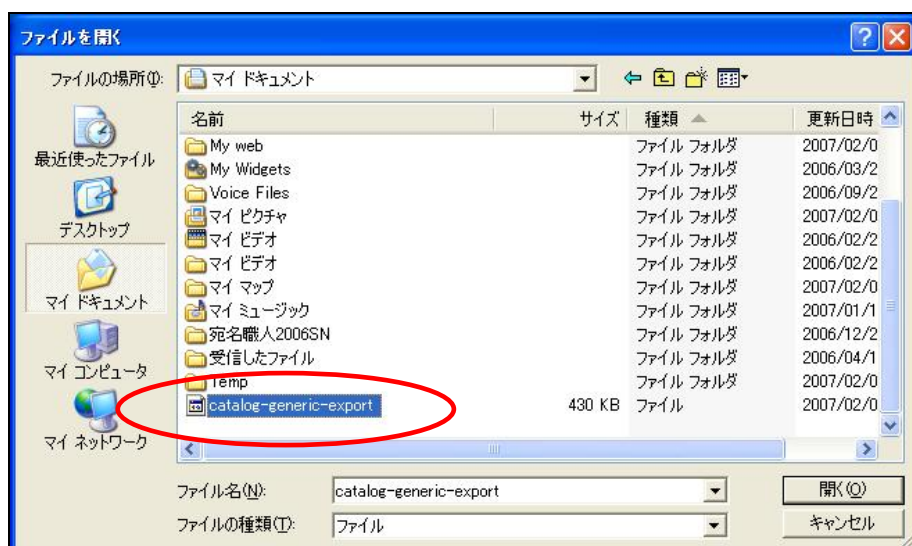 ファイルを開く
ファイルの場所(I):
マイ ドキュメント
名前 サイズ 種類 更新日時
My web ファイル フォルダ 2007/02/0
My Widgets ファイル フォルダ 2006/03/2
Voice Files ファイル フォルダ 2006/09/2
マイ ピクチャ ファイル フォルダ 2007/02/0
マイ ビデオ ファイル フォルダ 2006/02/2
マイ ビデオ ファイル フォルダ 2006/02/2
マイ マップ ファイル フォルダ 2007/02/0
マイ ミュージック ファイル フォルダ 2007/01/1
宛名職人2006SN ファイル フォルダ 2006/12/2
受信したファイル ファイル フォルダ 2006/04/1
Temp ファイル フォルダ 2007/02/0
catalog-generic-export 430 KB ファイル 2007/02/0
最近使ったファイル
デスクトップ
マイ ドキュメント
マイ コンピュータ
マイ ネットワーク
ファイル名(N): catalog-generic-export 開く(O)
ファイルの種類(T): ファイル キャンセル